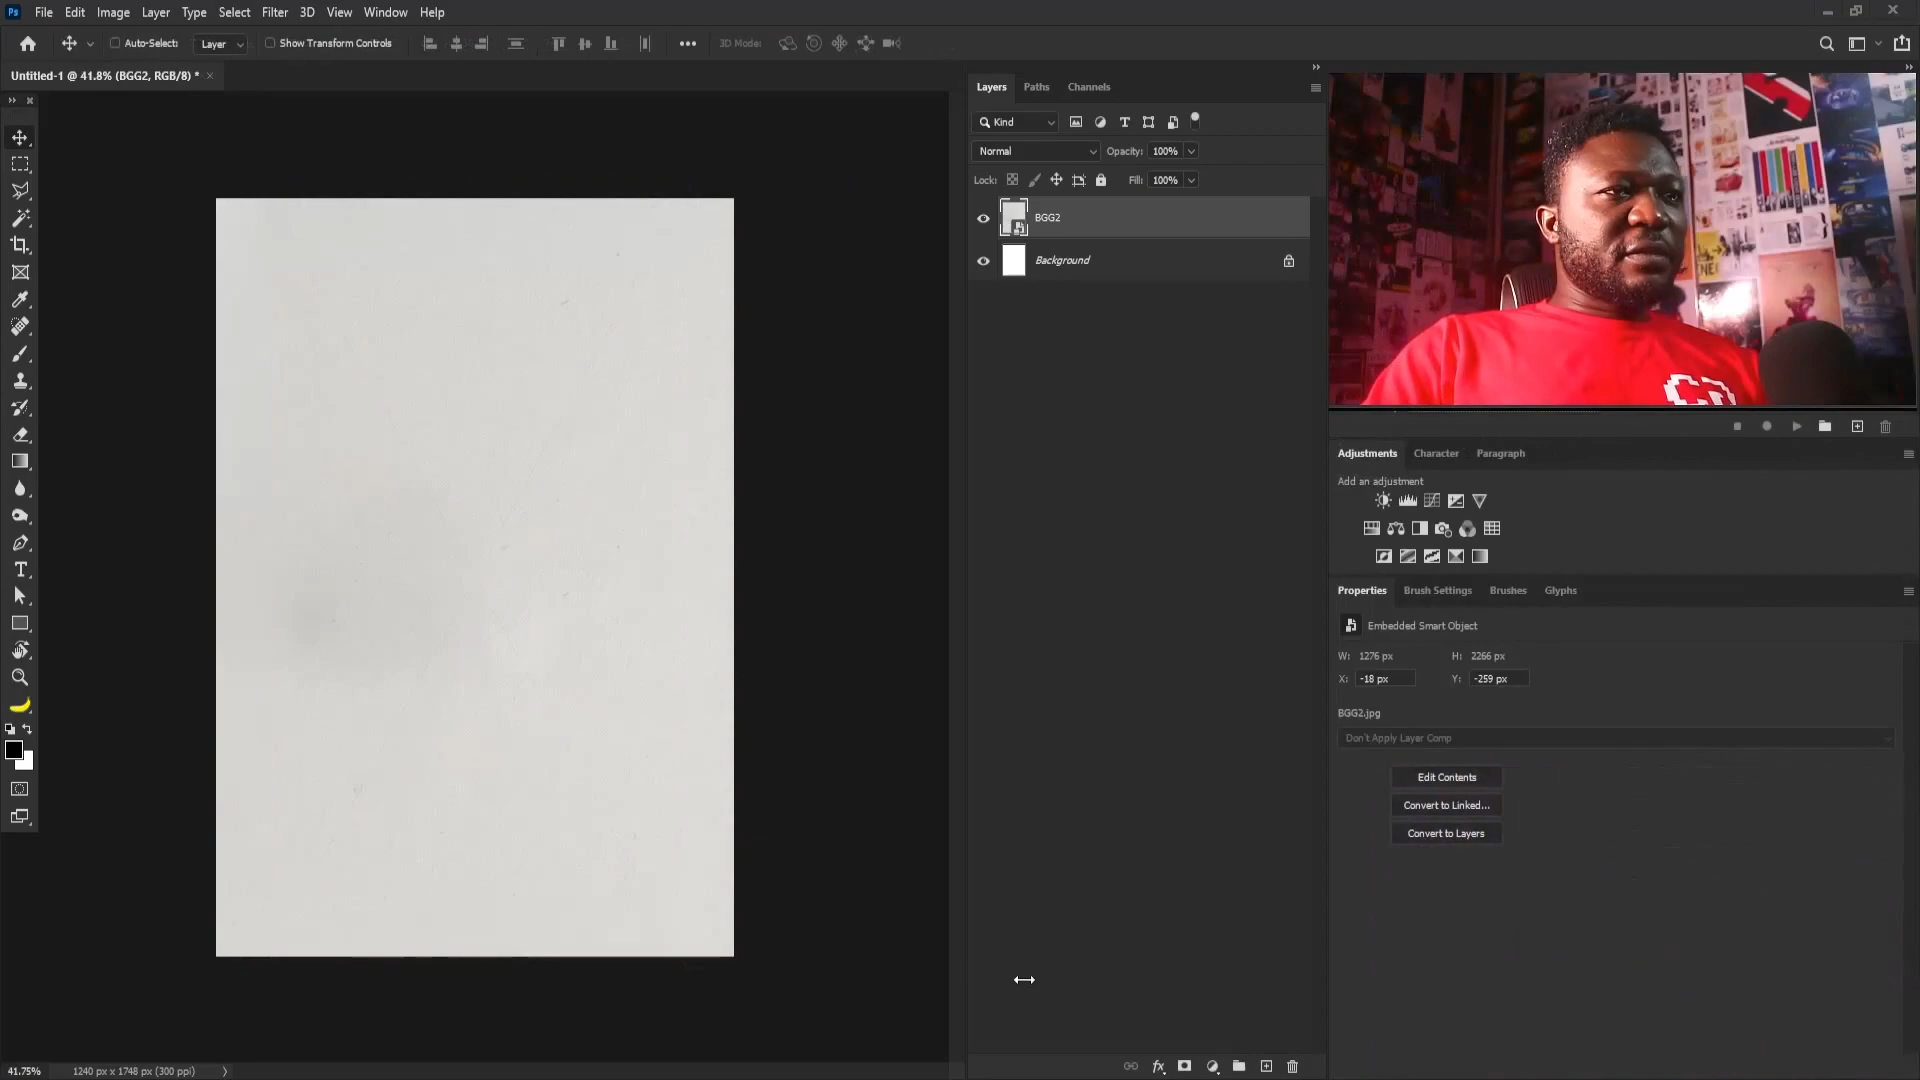 Ps File Edit Image Layer Type Select Filter 3D View Window Help
Auto-Select: Layer Show Transform Controls 3D Mode:
Untitled-1 @ 41.8% (BGG2, RGB/8) *
Layers Paths Channels
Kind
Normal Opacity: 100%
Lock: Fill: 100%
BGG2
Background
Adjustments Character Paragraph
Add an adjustment
Properties Brush Settings Brushes Glyphs
Embedded Smart Object
W: 1276 px H: 2266 px
X: -18 px Y: -259 px
BGG2.jpg
Don't Apply Layer Comp
Edit Contents
Convert to Linked...
Convert to Layers
fx
41.75% 1240 px x 1748 px (300 ppi)